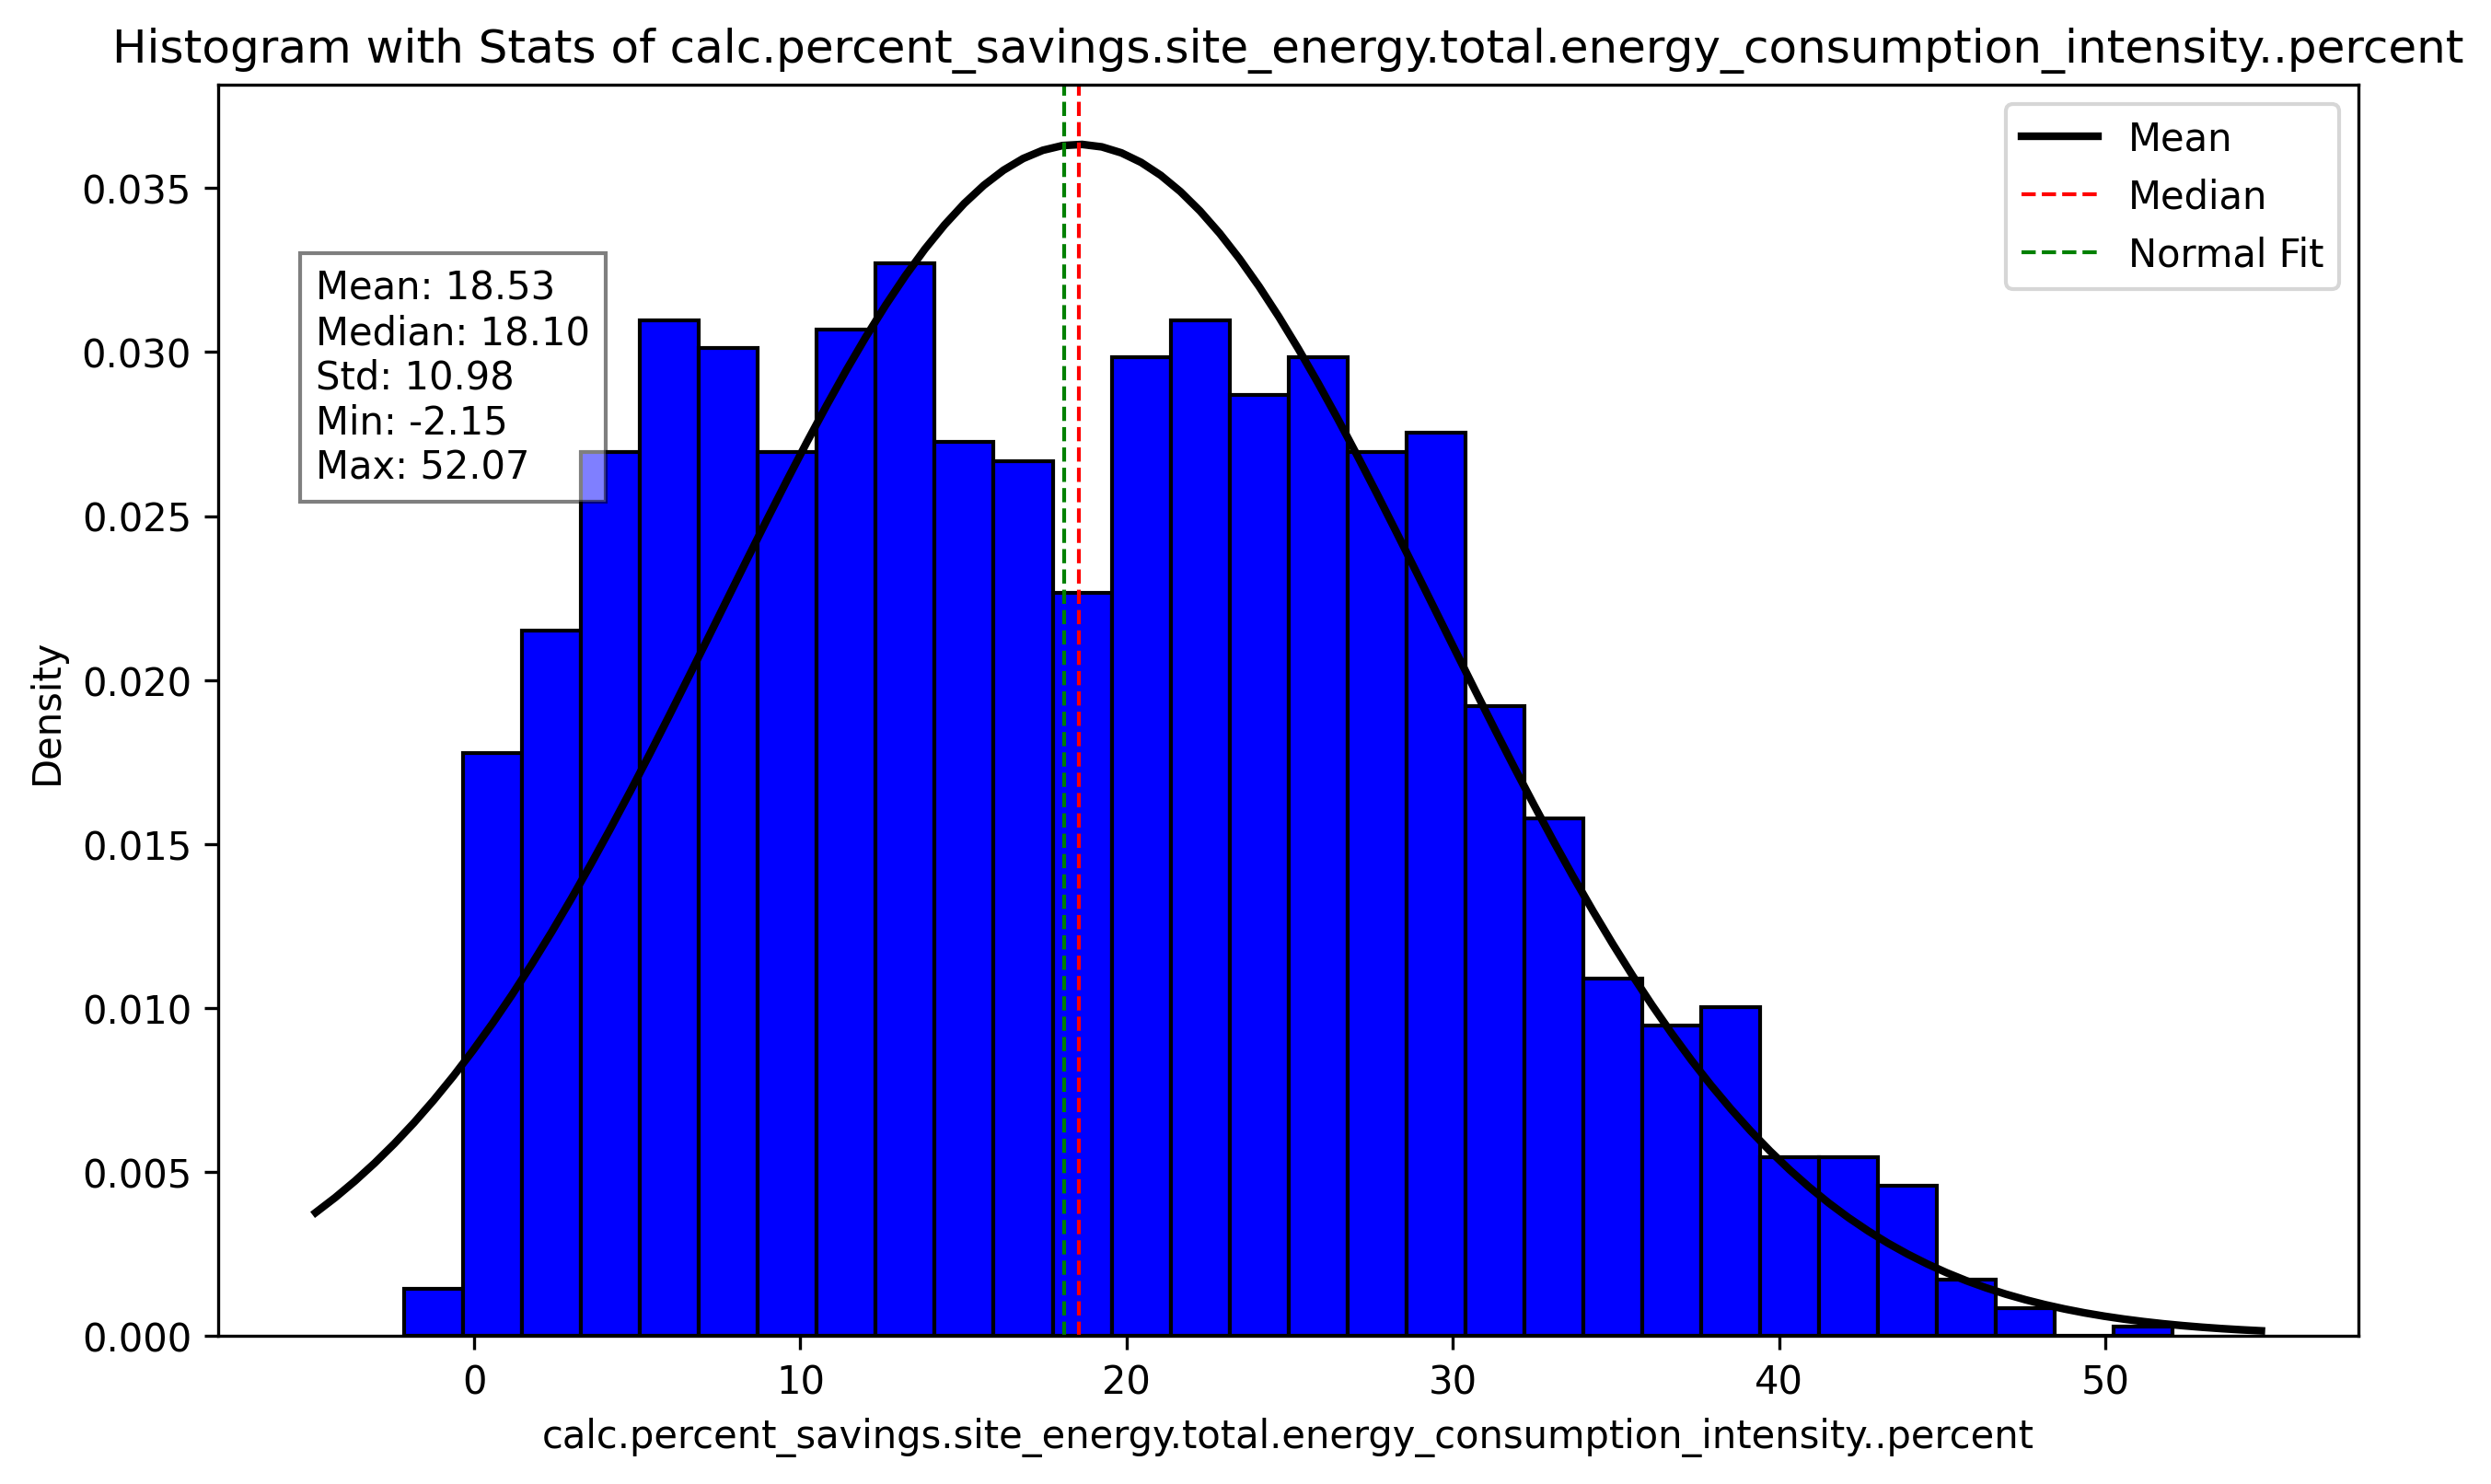 Histogram with Stats of calc.percent_savings.site_energy.total.energy_consumption_intensity..percent
Mean
Median
Normal Fit
Mean: 18.53
Median: 18.10
Std: 10.98
Min: -2.15
Max: 52.07
Density
0.035
0.030
0.025
0.020
0.015
0.010
0.005
0.000
0 10 20 30 40 50
calc.percent_savings.site_energy.total.energy_consumption_intensity..percent